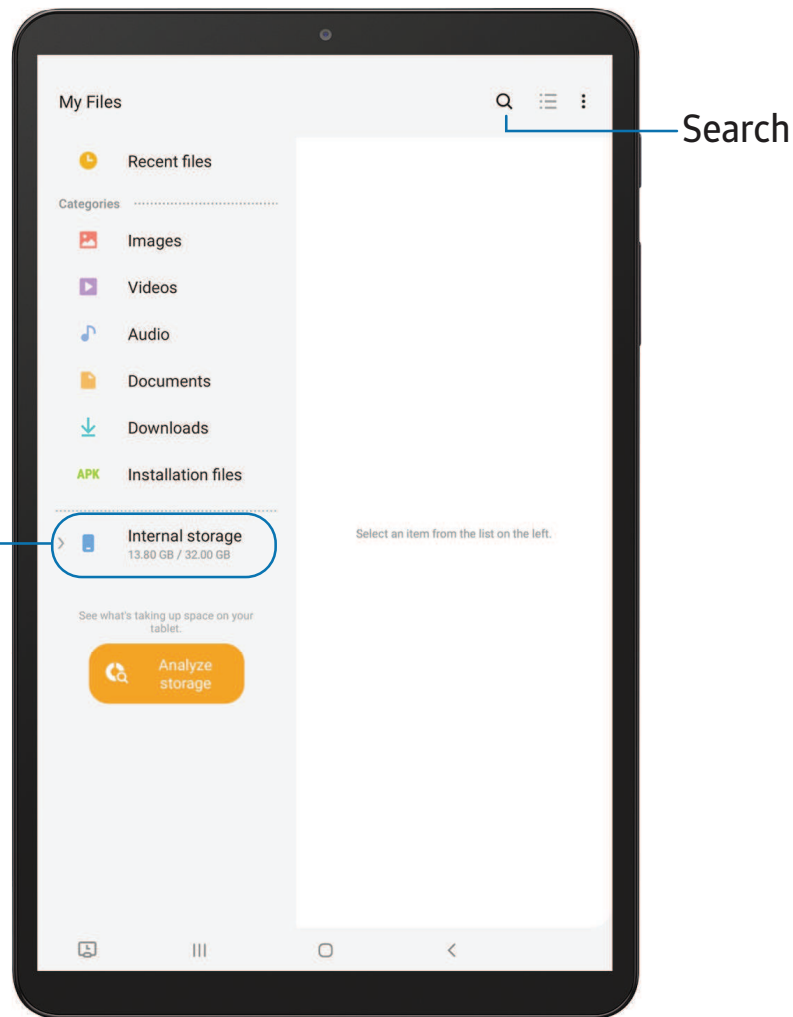 My Files
Search
Recent files
Categories
Images
Videos
Audio
Documents
Downloads
APK Installation files
Internal storage
13.80 GB / 32.00 GB
Select an item from the list on the left.
See what's taking up space on your
tablet.
Analyze
storage